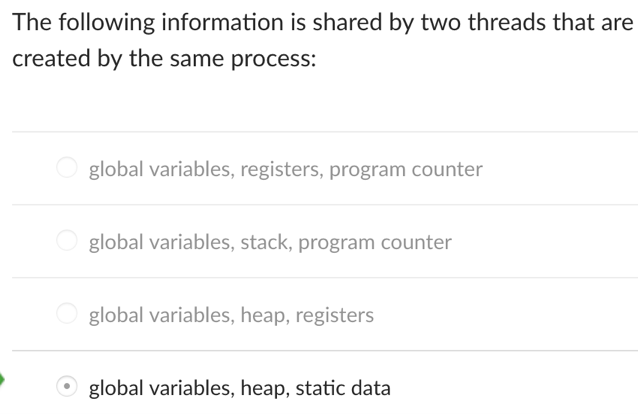 The following information is shared by two threads that are
created by the same process:
global variables, registers, program counter
global variables, stack, program counter
global variables, heap, registers
global variables, heap, static data